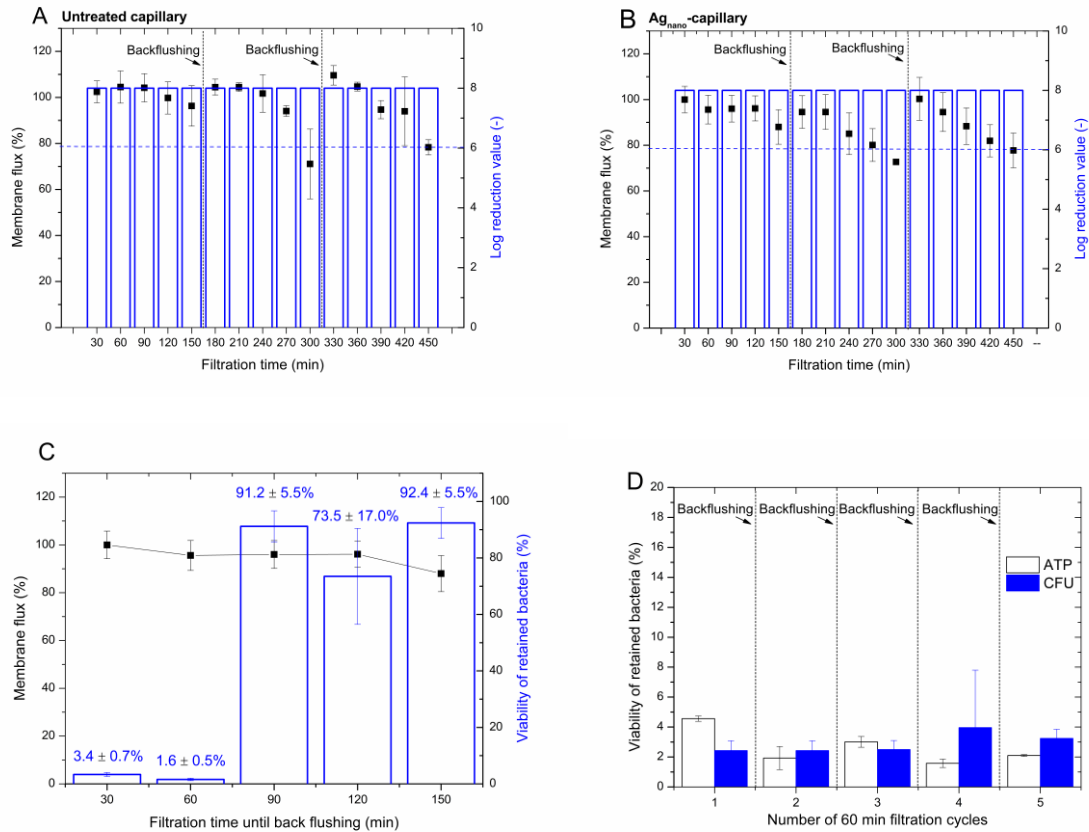 A Untreated capillary
Backflushing
Backflushing
Membrane flux (%)
0
20
40
60
80
100
120
Log reduction value (-)
0
2
4
6
8
10
30 60 90 120 150 180 210 240 270 300 330 360 390 420 450
Filtration time (min)
B Agnano-capillary
Backflushing
Backflushing
Membrane flux (%)
0
20
40
60
80
100
120
Log reduction value (-)
0
2
4
6
8
10
30 60 90 120 150 180 210 240 270 300 330 360 390 420 450 --
Filtration time (min)
C
91.2 ± 5.5%
92.4 ± 5.5%
73.5 ± 17.0%
3.4 ± 0.7%
1.6 ± 0.5%
Membrane flux (%)
0
20
40
60
80
100
120
Viability of retained bacteria (%)
0
20
40
60
80
100
30 60 90 120 150
Filtration time until back flushing (min)
D
Backflushing Backflushing Backflushing Backflushing
ATP
CFU
Viability of retained bacteria (%)
0
2
4
6
8
10
12
14
16
18
20
1 2 3 4 5
Number of 60 min filtration cycles